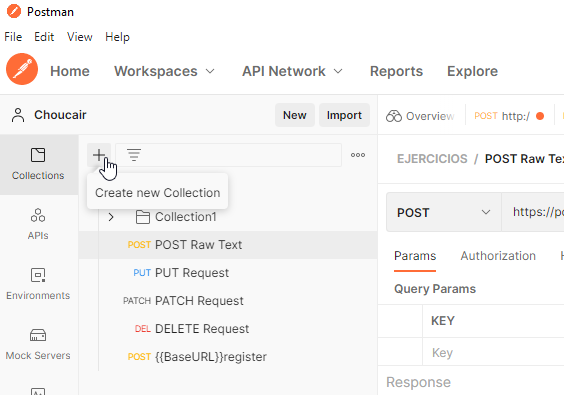 Postman
File Edit View Help
Home Workspaces API Network Reports Explore
Choucair New Import
Overview POST http:/
Collections
Create new Collection
EJERCICIOS / POST Raw Tex
Collection1
POST https://po
POST POST Raw Text
APIs
PUT PUT Request
Params Authorization
Environments
Query Params
PATCH PATCH Request
KEY
DEL DELETE Request
Mock Servers
POST {{BaseURL}}register
Key
Response